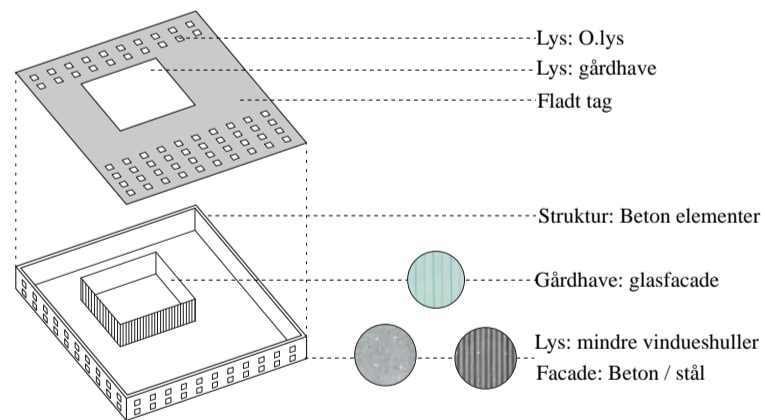 Lys: O.lys
Lys: gårdhave
Fladt tag
Struktur: Beton elementer
Gårdhave: glasfacade
Lys: mindre vindueshuller
Facade: Beton / stål